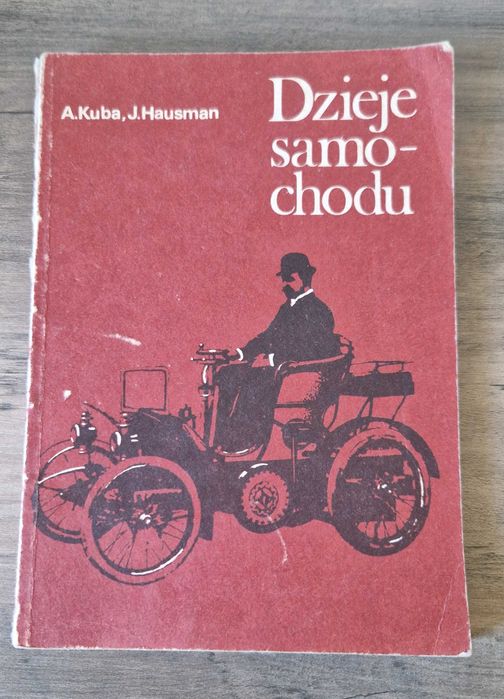 A.Kuba, J.Hausman
Dzieje
samo-
chodu